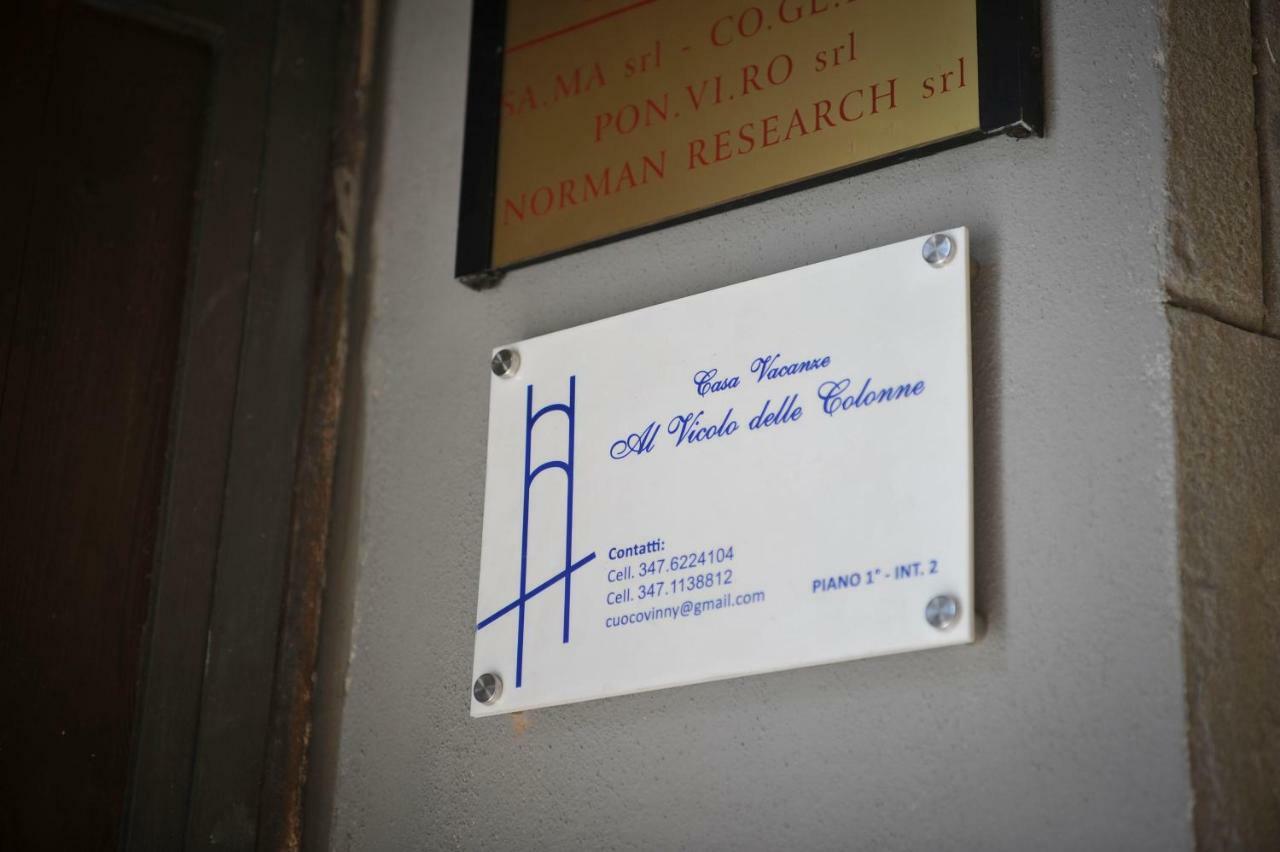 SA.MA srl - CO.GE.
PON.VI.RO srl
NORMAN RESEARCH srl
Casa Vacanze
Al Vicolo delle Colonne
Contatti:
Cell. 347.6224104
Cell. 347.1138812
cuocovinny@gmail.com
PIANO 1° - INT. 2